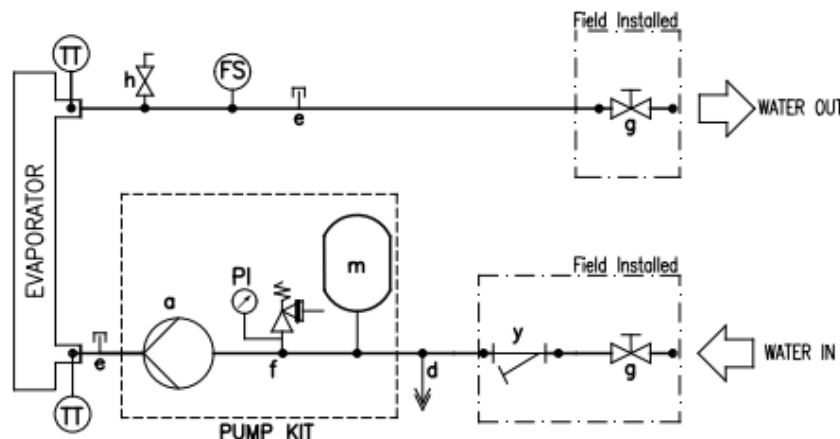 Field Installed
TT
h
FS
e
g
WATER OUT
EVAPORATOR
Field Installed
PI
m
a
y
e
f
d
g
WATER IN
TT
PUMP KIT